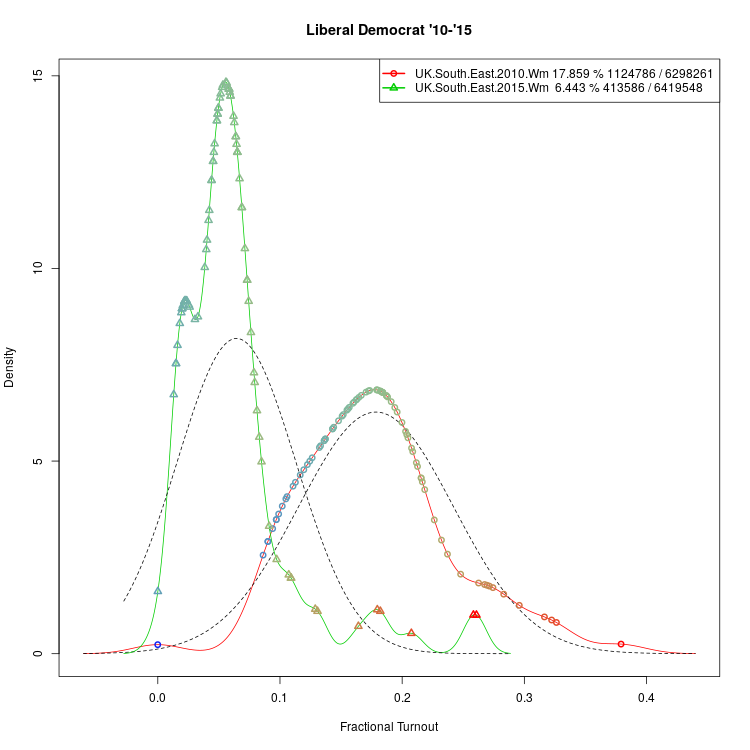 Liberal Democrat '10-'15
UK.South.East.2010.Wm 17.859 % 1124786 / 6298261
UK.South.East.2015.Wm  6.443 % 413586 / 6419548
15
10
5
0
Density
0.0 0.1 0.2 0.3 0.4
Fractional Turnout